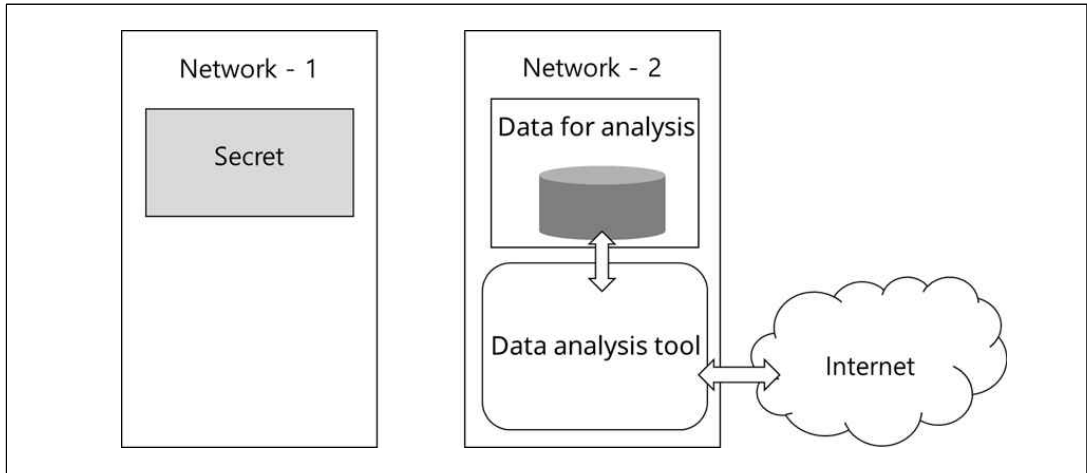 Network - 1
Secret
Network - 2
Data for analysis
Data analysis tool
Internet